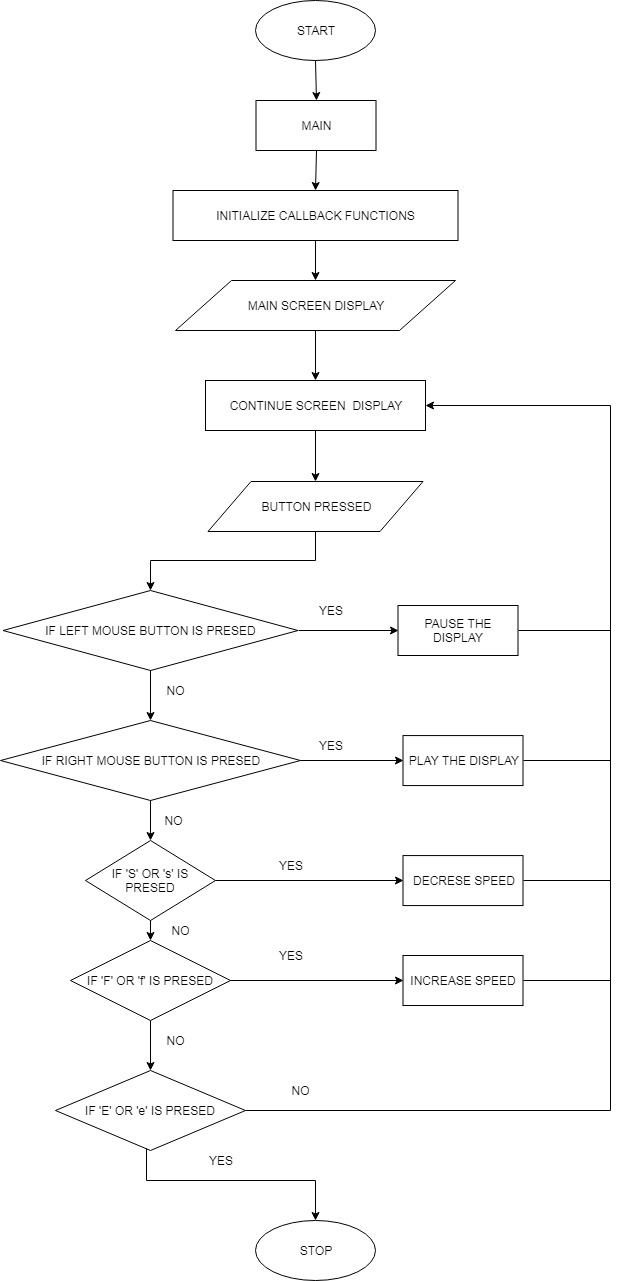 START
MAIN
INITIALIZE CALLBACK FUNCTIONS
MAIN SCREEN DISPLAY
CONTINUE SCREEN DISPLAY
BUTTON PRESSED
IF LEFT MOUSE BUTTON IS PRESED
YES
PAUSE THE
DISPLAY
NO
IF RIGHT MOUSE BUTTON IS PRESED
YES
PLAY THE DISPLAY
NO
IF 'S' OR 's' IS
PRESED
YES
DECRESE SPEED
NO
IF 'F' OR 'f' IS PRESED
YES
INCREASE SPEED
NO
IF 'E' OR 'e' IS PRESED
NO
YES
STOP